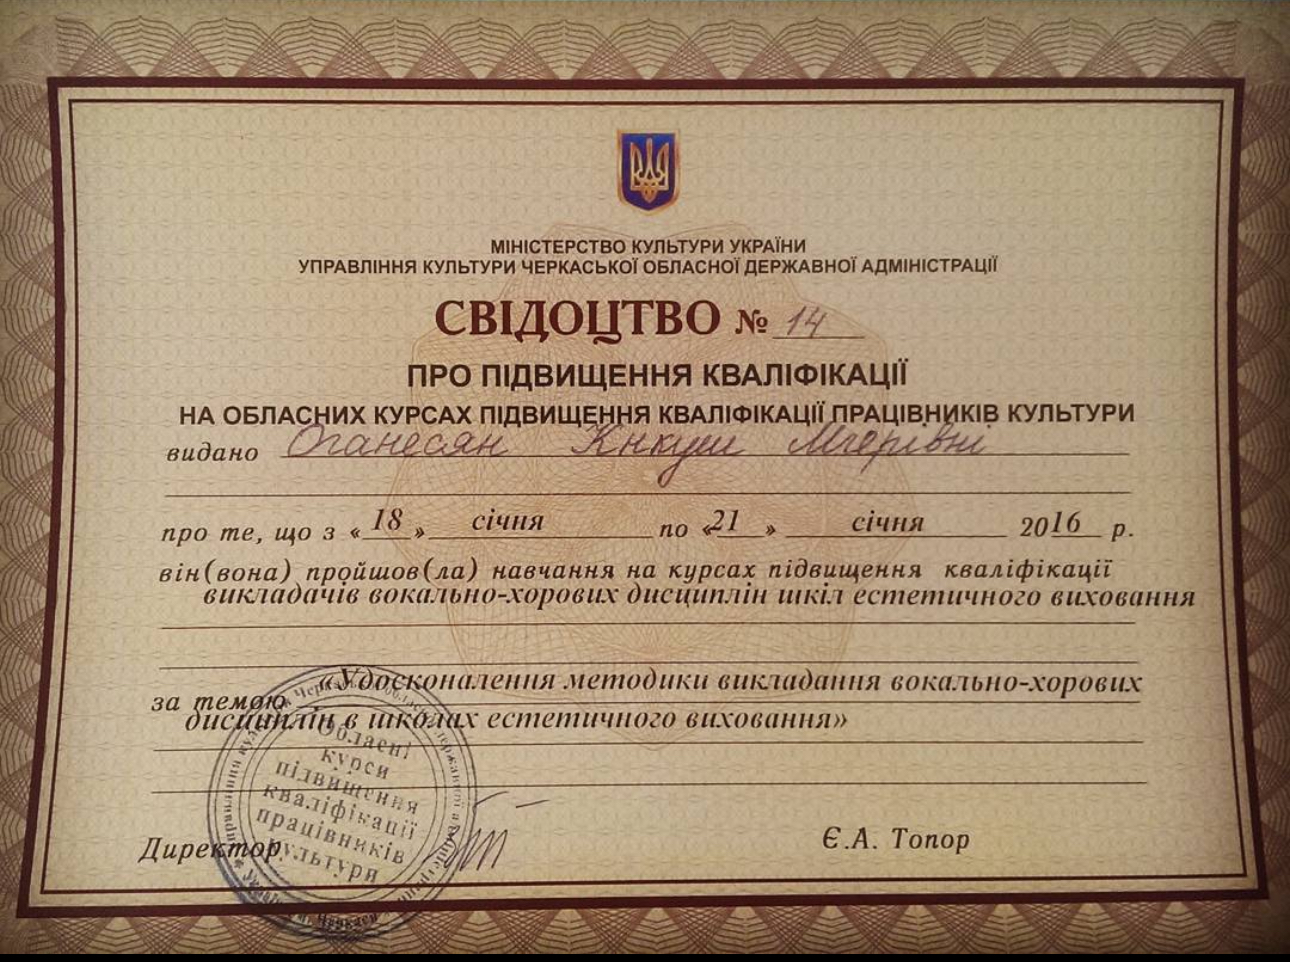 МІНІСТЕРСТВО КУЛЬТУРИ УКРАЇНИ
УПРАВЛІННЯ КУЛЬТУРИ ЧЕРКАСЬКОЇ ОБЛАСНОЇ ДЕРЖАВНОЇ АДМІНІСТРАЦІЇ
СВІДОЦТВО № 14
ПРО ПІДВИЩЕННЯ КВАЛІФІКАЦІЇ
НА ОБЛАСНИХ КУРСАХ ПІДВИЩЕННЯ КВАЛІФІКАЦІЇ ПРАЦІВНИКІВ КУЛЬТУРИ
видано Оганесян Кнкуш Мгерівні
про те, що з «18» січня по «21» січня 2016 р.
він(вона) пройшов(ла) навчання на курсах підвищення кваліфікації
викладачів вокально-хорових дисциплін шкіл естетичного виховання
за темою «Удосконалення методики викладання вокально-хорових
дисциплін в школах естетичного виховання»
Обласні
курси
підвищення
кваліфікації
працівників
культури
Директор Є.А. Топор